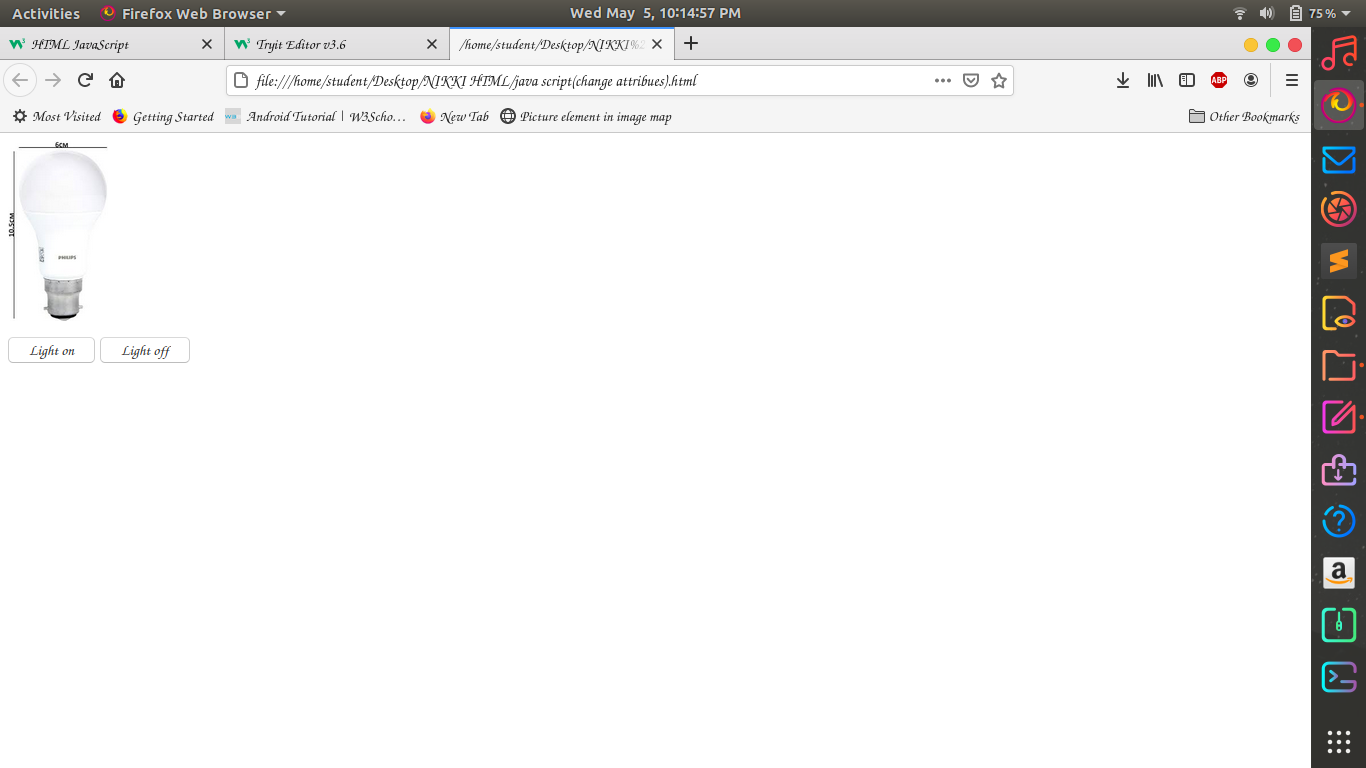 Activities Firefox Web Browser Wed May 5, 10:14:57 PM 75%
HTML JavaScript Tryit Editor v3.6 /home/student/Desktop/NIKKI%2
file:///home/student/Desktop/NIKKI HTML/java script(change attribues).html ABP
Most Visited Getting Started Android Tutorial | W3Scho… New Tab Picture element in image map Other Bookmarks
6CM
10.5CM
PHILIPS
Light on Light off